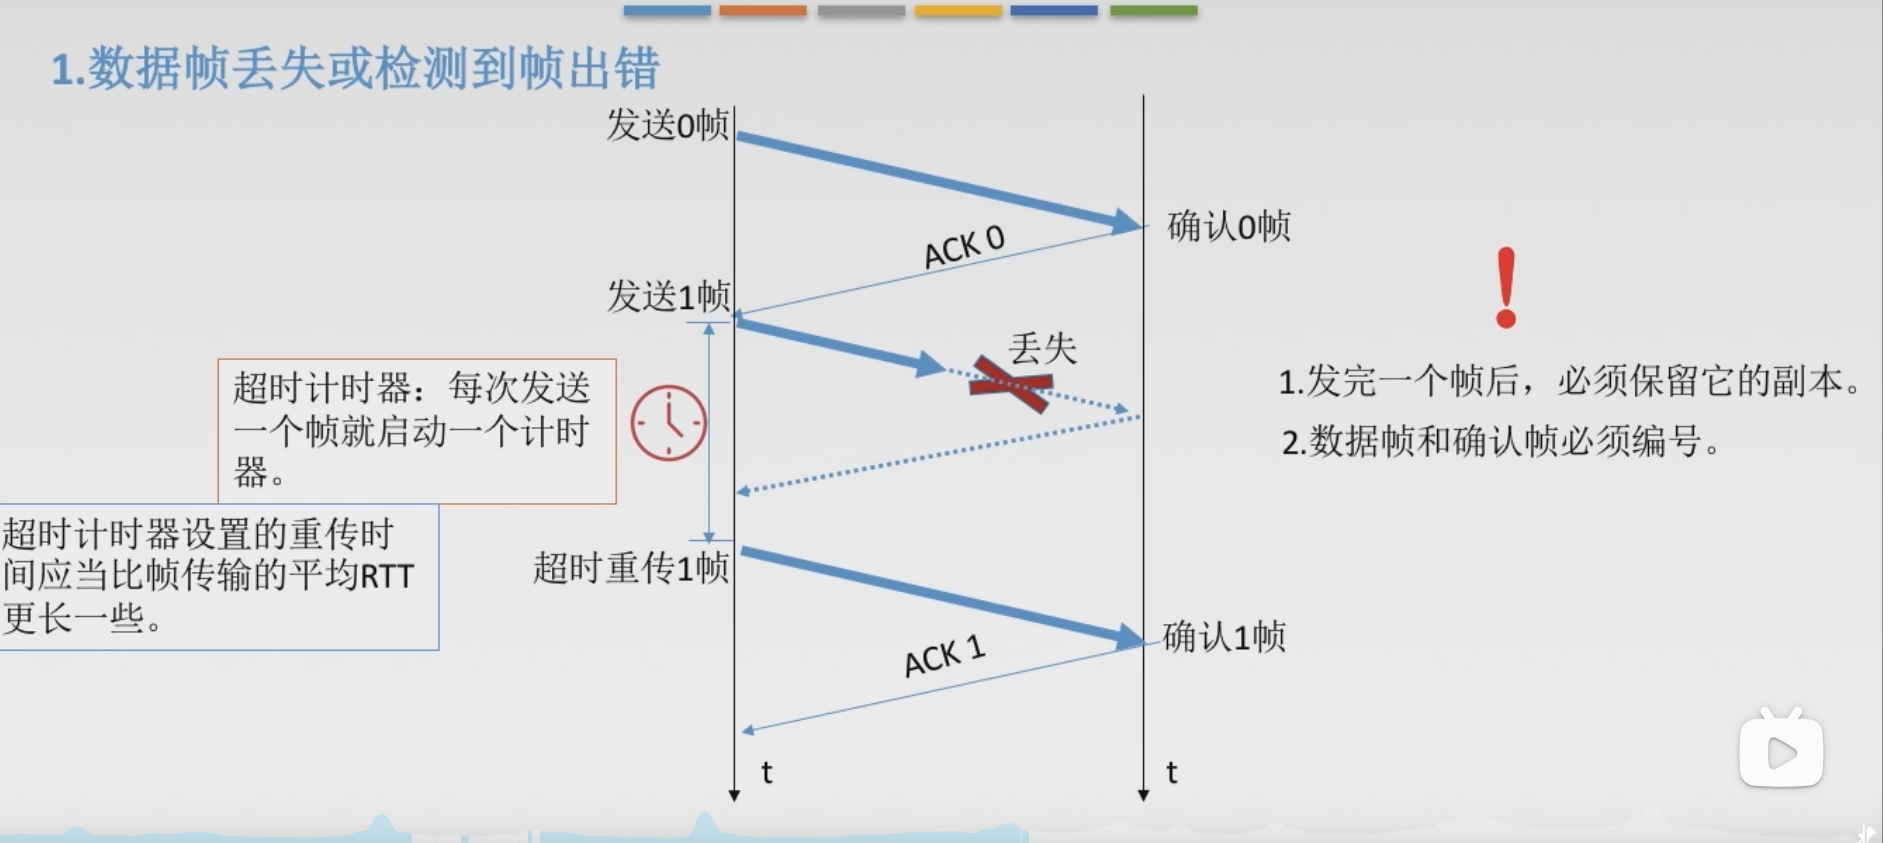 1.数据帧丢失或检测到帧出错
发送0帧
确认0帧
ACK 0
发送1帧
丢失
超时计时器：每次发送
一个帧就启动一个计时
器。
1.发完一个帧后，必须保留它的副本。
2.数据帧和确认帧必须编号。
超时计时器设置的重传时
间应当比帧传输的平均RTT
更长一些。
超时重传1帧
确认1帧
ACK 1
t
t